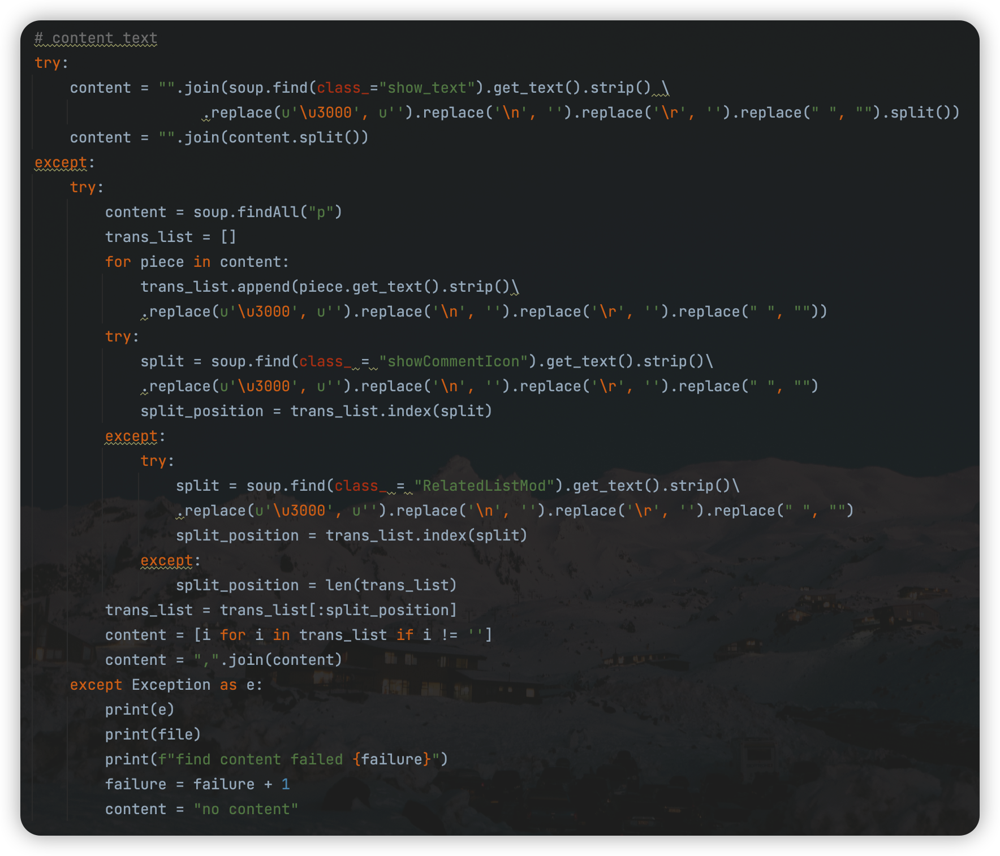 # content text
try:
    content = "".join(soup.find(class_="show_text").get_text().strip() \
                   .replace(u'\u3000', u'').replace('\n', '').replace('\r', '').replace(" ", "").split())
    content = "".join(content.split())
except:
    try:
        content = soup.findAll("p")
        trans_list = []
        for piece in content:
            trans_list.append(piece.get_text().strip()\
            .replace(u'\u3000', u'').replace('\n', '').replace('\r', '').replace(" ", ""))
        try:
            split = soup.find(class_ = "showCommentIcon").get_text().strip()\
            .replace(u'\u3000', u'').replace('\n', '').replace('\r', '').replace(" ", "")
            split_position = trans_list.index(split)
        except:
            try:
                split = soup.find(class_ = "RelatedListMod").get_text().strip()\
                .replace(u'\u3000', u'').replace('\n', '').replace('\r', '').replace(" ", "")
                split_position = trans_list.index(split)
            except:
                split_position = len(trans_list)
        trans_list = trans_list[:split_position]
        content = [i for i in trans_list if i != '']
        content = ",".join(content)
    except Exception as e:
        print(e)
        print(file)
        print(f"find content failed {failure}")
        failure = failure + 1
        content = "no content"